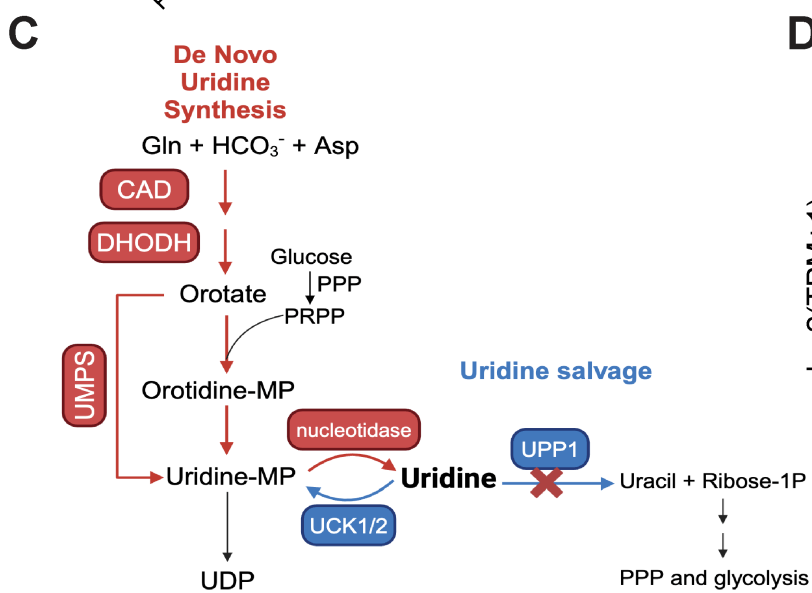 C
D
De Novo
Uridine
Synthesis
Gln + HCO₃⁻ + Asp
CAD
DHODH
Glucose
PPP
Orotate
PRPP
UMPS
Uridine salvage
Orotidine-MP
nucleotidase
UPP1
Uridine-MP
Uridine
Uracil + Ribose-1P
UCK1/2
UDP
PPP and glycolysis